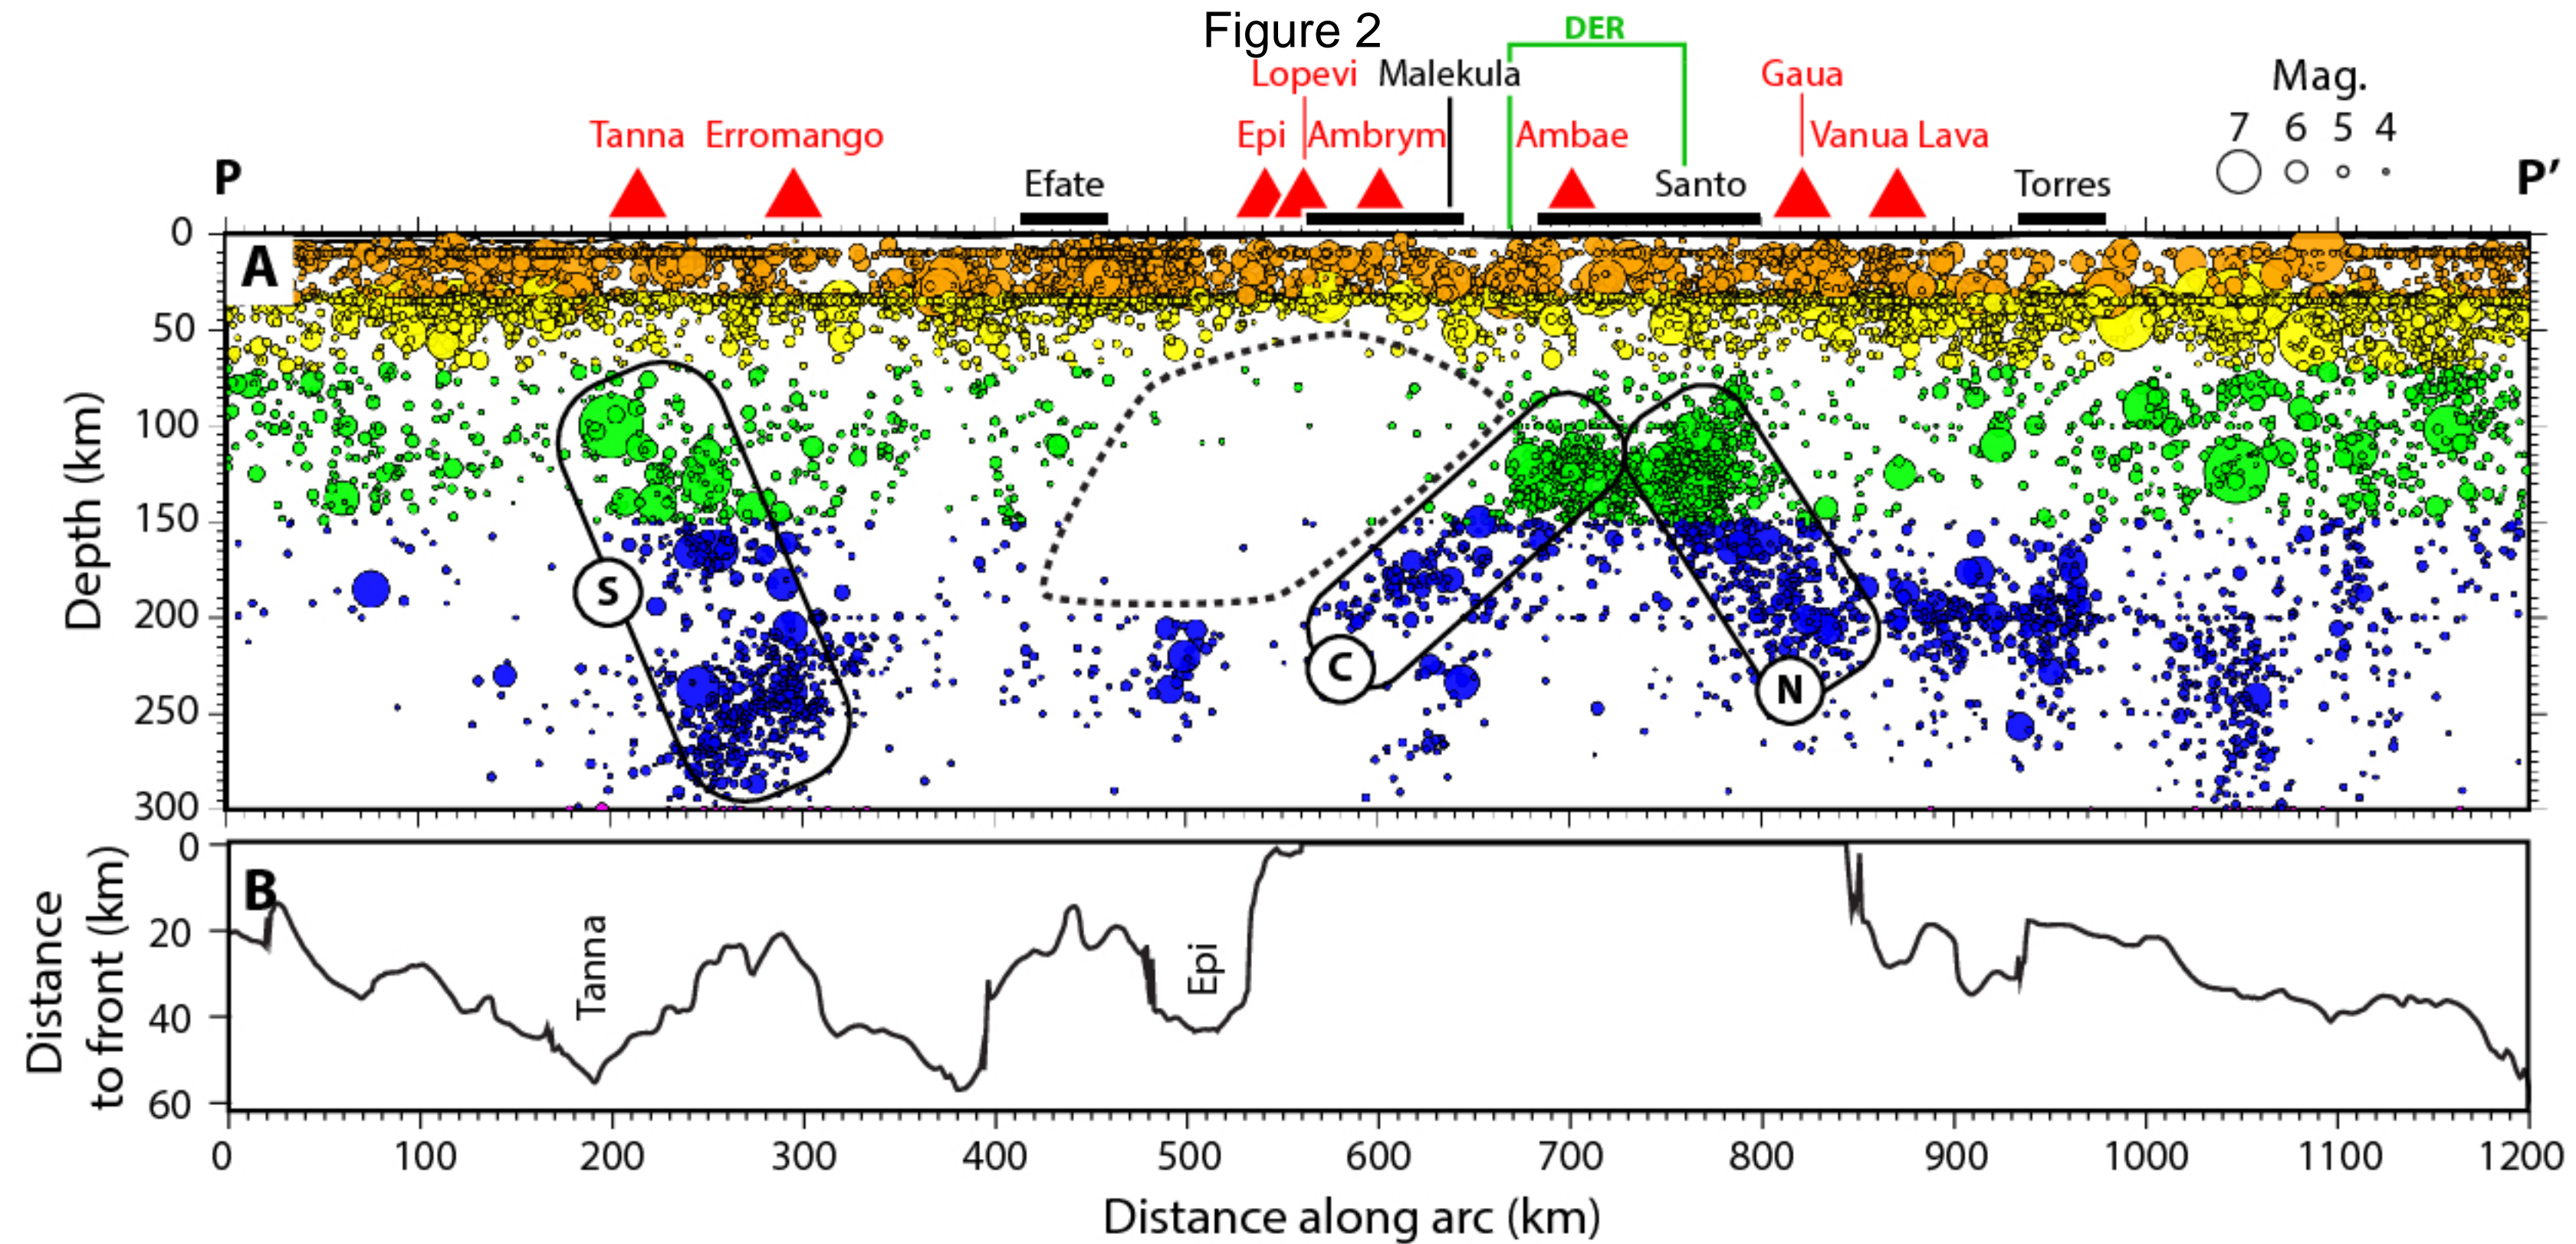 Figure 2
DER
Lopevi Malekula Gaua Mag.
7 6 5 4
Tanna Erromango Epi Ambrym Ambae Vanua Lava
P Efate Santo Torres P′
A
0
50
100
150
200
250
300
Depth (km)
S
C
N
B
0
20
40
60
Distance
to front (km)
Tanna
Epi
0 100 200 300 400 500 600 700 800 900 1000 1100 1200
Distance along arc (km)